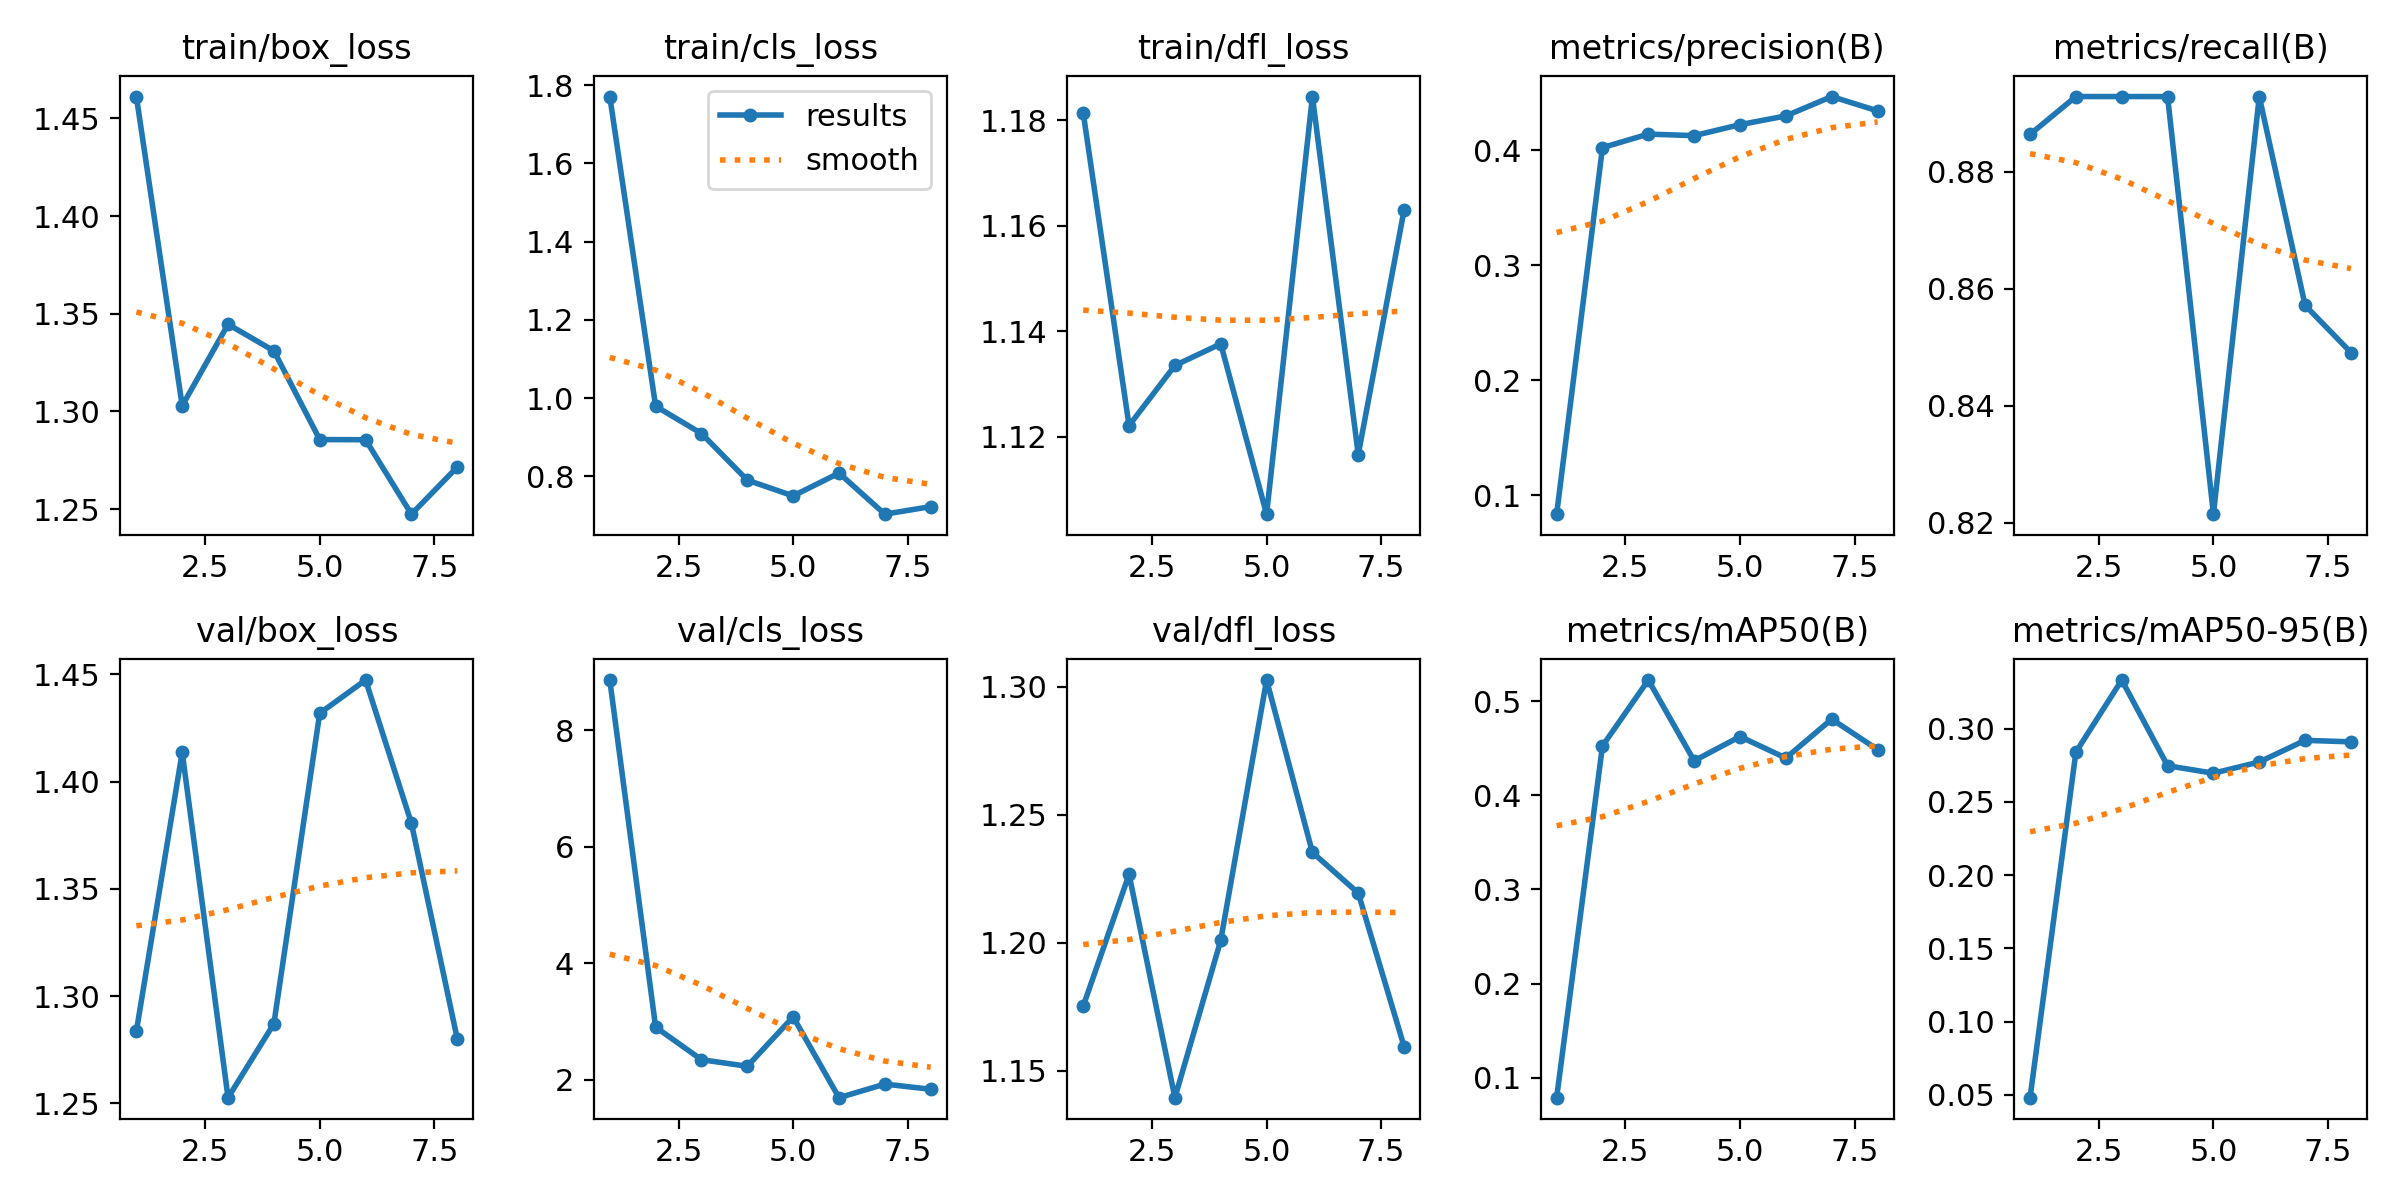 train/box_loss
1.45
1.40
1.35
1.30
1.25
2.5 5.0 7.5
train/cls_loss
results
smooth
1.8
1.6
1.4
1.2
1.0
0.8
2.5 5.0 7.5
train/dfl_loss
1.18
1.16
1.14
1.12
2.5 5.0 7.5
metrics/precision(B)
0.4
0.3
0.2
0.1
2.5 5.0 7.5
metrics/recall(B)
0.88
0.86
0.84
0.82
2.5 5.0 7.5
val/box_loss
1.45
1.40
1.35
1.30
1.25
2.5 5.0 7.5
val/cls_loss
8
6
4
2
2.5 5.0 7.5
val/dfl_loss
1.30
1.25
1.20
1.15
2.5 5.0 7.5
metrics/mAP50(B)
0.5
0.4
0.3
0.2
0.1
2.5 5.0 7.5
metrics/mAP50-95(B)
0.30
0.25
0.20
0.15
0.10
0.05
2.5 5.0 7.5